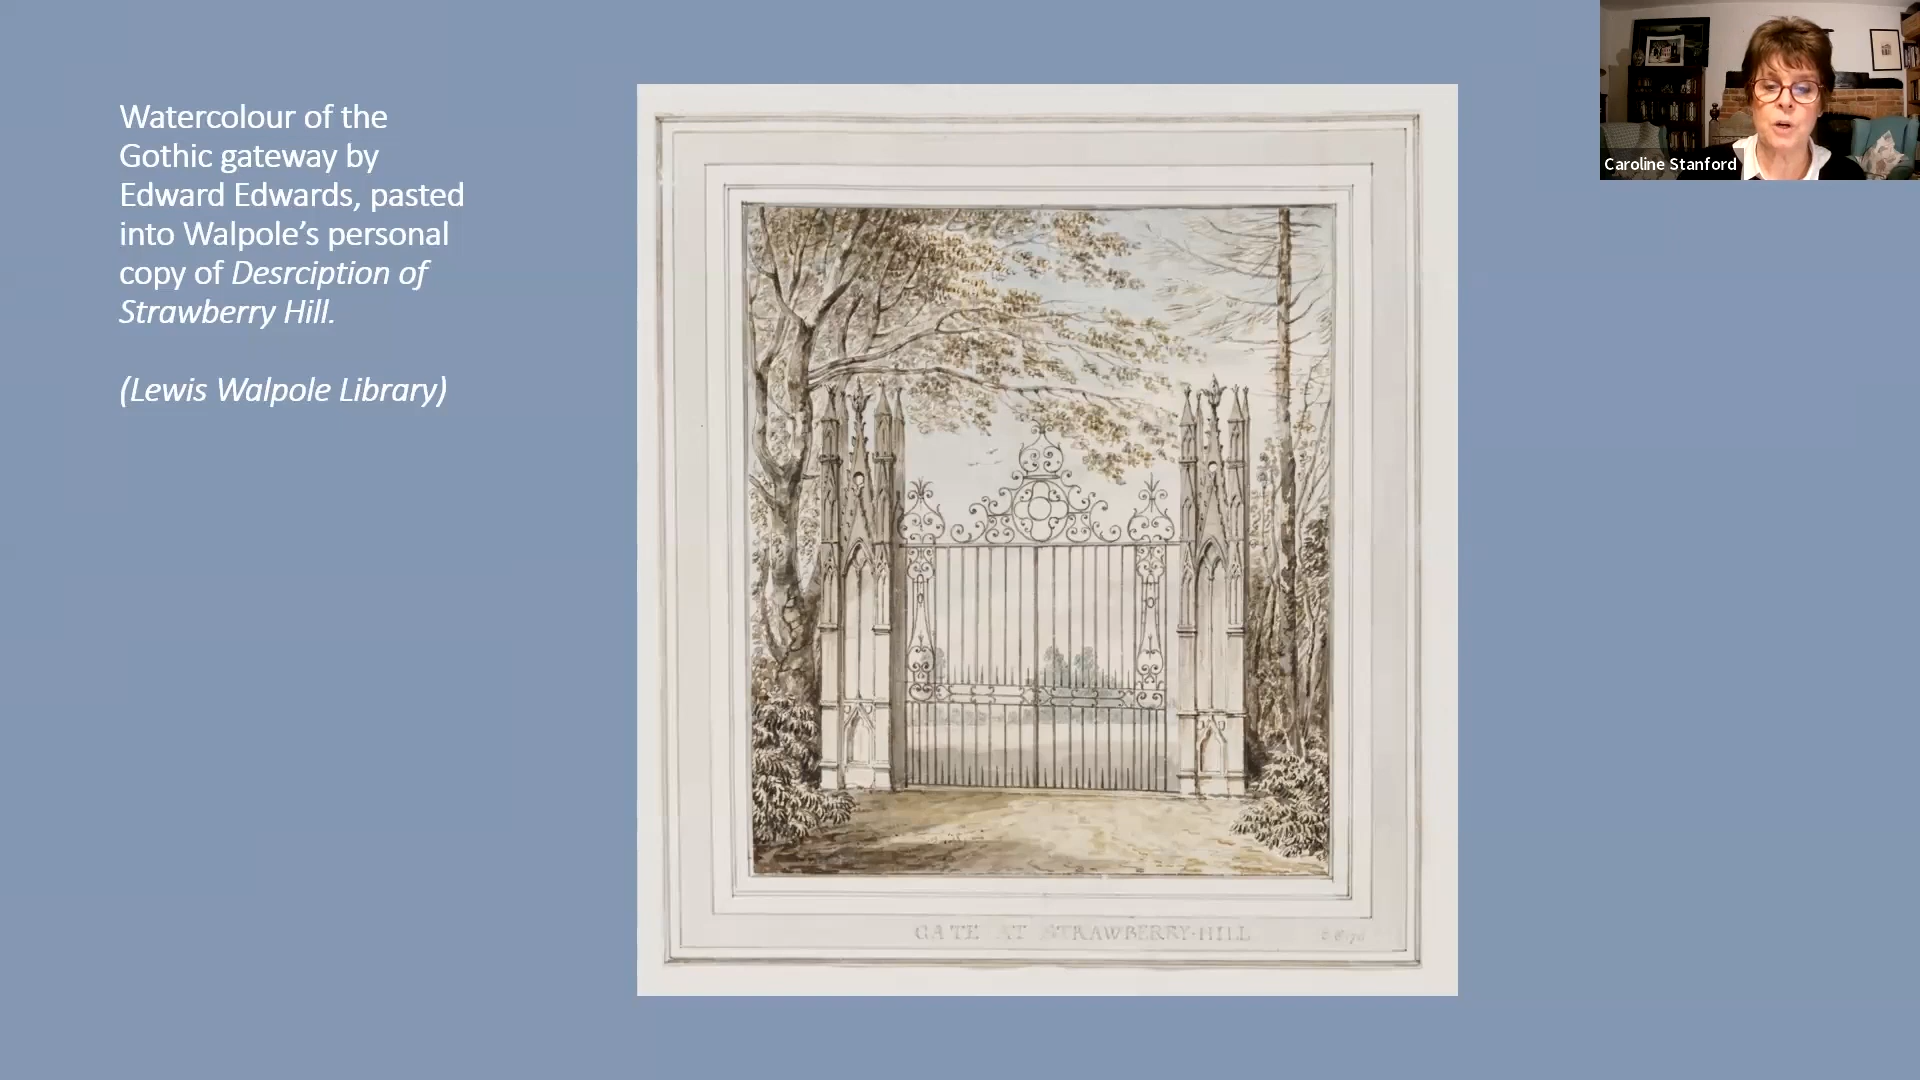 Watercolour of the
Gothic gateway by
Edward Edwards, pasted
into Walpole’s personal
copy of Desrciption of
Strawberry Hill.
(Lewis Walpole Library)
Caroline Stanford
GATE AT STRAWBERRY-HILL